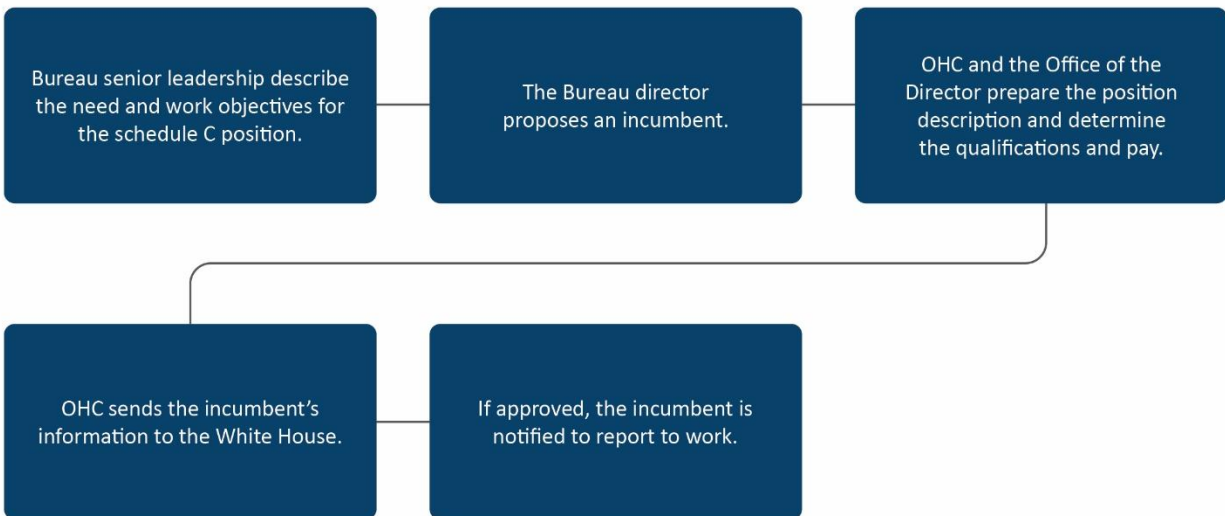 Bureau senior leadership describe
the need and work objectives for
the schedule C position.
The Bureau director
proposes an incumbent.
OHC and the Office of the
Director prepare the position
description and determine
the qualifications and pay.
OHC sends the incumbent’s
information to the White House.
If approved, the incumbent is
notified to report to work.